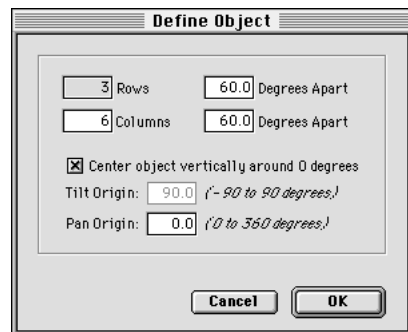 Define Object
3 Rows 60.0 Degrees Apart
6 Columns 60.0 Degrees Apart
Center object vertically around 0 degrees
Tilt Origin: 90.0 (-90 to 90 degrees,)
Pan Origin: 0.0 (0 to 360 degrees,)
Cancel OK